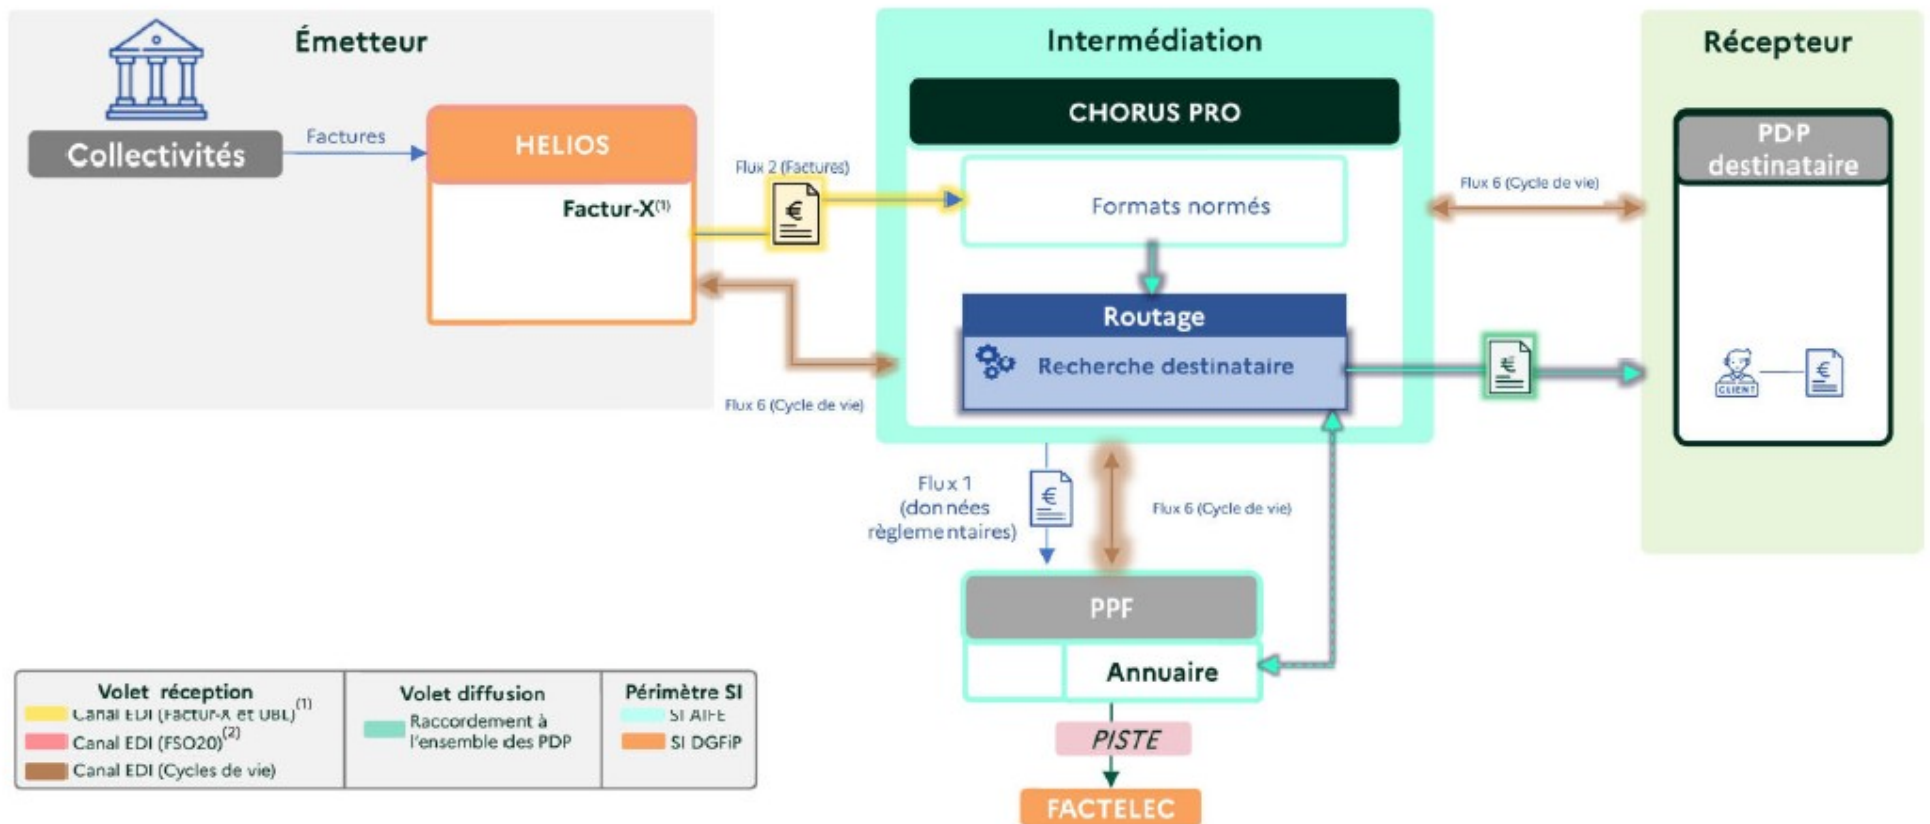 Émetteur
Collectivités
Factures
HELIOS
Factur-X(1)
Flux 2 (Factures)
€
Flux 6 (Cycle de vie)
Intermédiation
CHORUS PRO
Formats normés
Routage
Recherche destinataire
€
Flux 6 (Cycle de vie)
Récepteur
PDP
destinataire
CLIENT
€
Flux 1
(données
règlementaires)
€
Flux 6 (Cycle de vie)
PPF
Annuaire
PISTE
FACTELEC
Volet réception
Canal EDI (Factur-X et UBL)(1)
Canal EDI (FSO20)(2)
Canal EDI (Cycles de vie)
Volet diffusion
Raccordement à
l'ensemble des PDP
Périmètre SI
SI AIFE
SI DGFiP